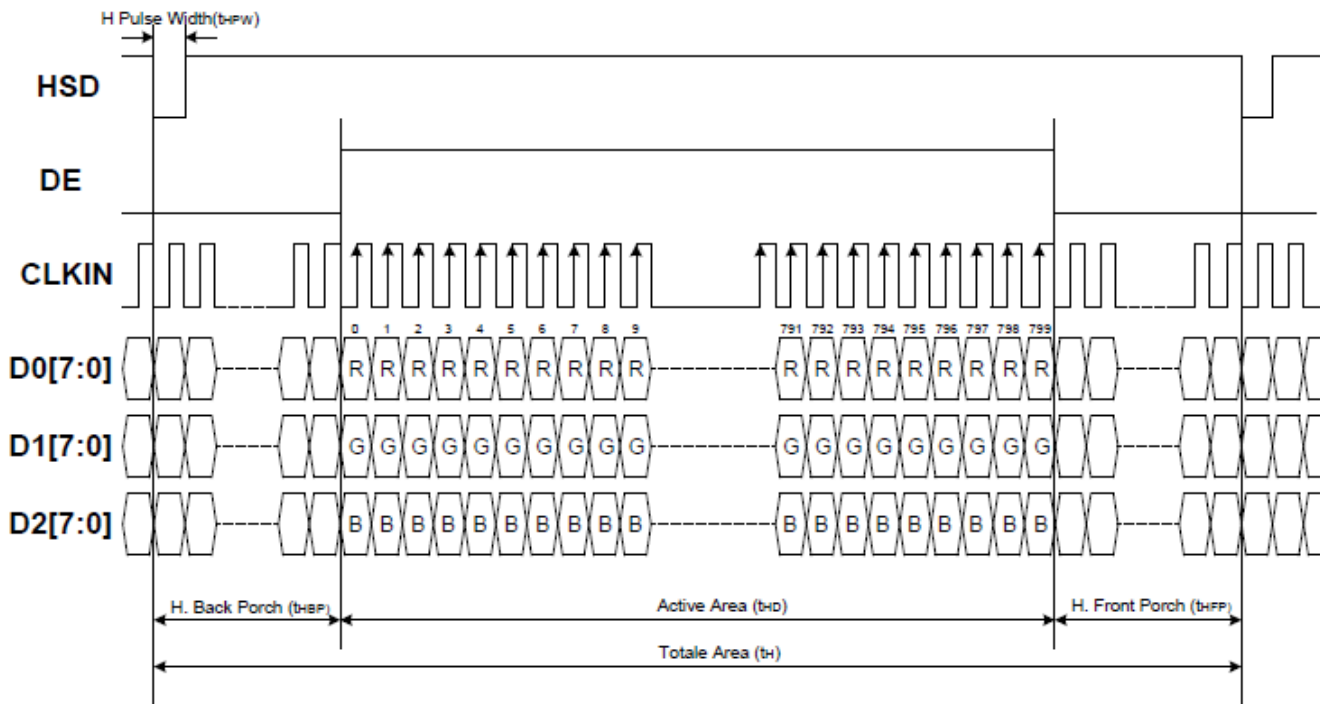 H Pulse Width(tHPW)
HSD
DE
CLKIN
0 1 2 3 4 5 6 7 8 9 791 792 793 794 795 796 797 798 799
D0[7:0] R R R R R R R R R R R R R R R R R R R
D1[7:0] G G G G G G G G G G G G G G G G G G G
D2[7:0] B B B B B B B B B B B B B B B B B B B
H. Back Porch (tHBP) Active Area (tHD) H. Front Porch (tHFP)
Totale Area (tH)